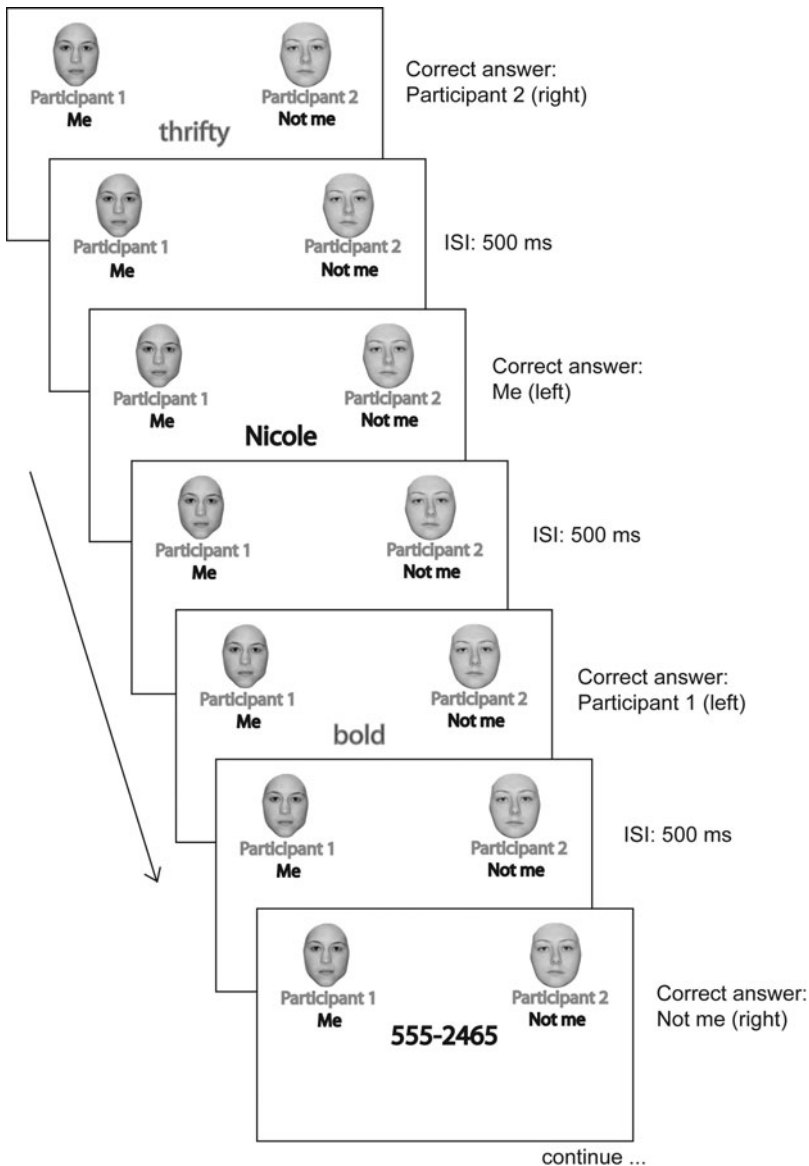 Participant 1 Participant 2
Me Not me
thrifty
Correct answer:
Participant 2 (right)
Participant 1 Participant 2
Me Not me
ISI: 500 ms
Participant 1 Participant 2
Me Not me
Nicole
Correct answer:
Me (left)
Participant 1 Participant 2
Me Not me
ISI: 500 ms
Participant 1 Participant 2
Me Not me
bold
Correct answer:
Participant 1 (left)
Participant 1 Participant 2
Me Not me
ISI: 500 ms
Participant 1 Participant 2
Me Not me
555-2465
Correct answer:
Not me (right)
continue ...